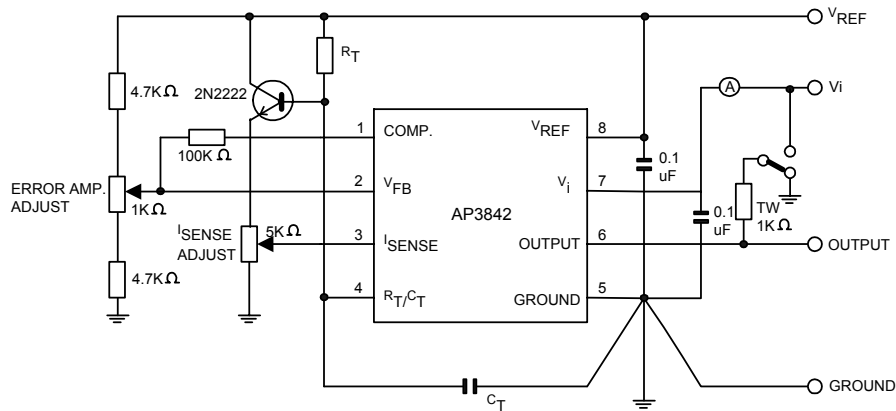 VREF
RT
4.7KΩ
2N2222
A
Vi
1
COMP.
VREF
8
100KΩ
0.1
uF
ERROR AMP.
ADJUST
1KΩ
2
VFB
Vi
7
AP3842
0.1
uF
TW
1KΩ
ISENSE
ADJUST
5KΩ
3
ISENSE
OUTPUT
6
OUTPUT
4.7KΩ
4
RT/CT
GROUND
5
CT
GROUND